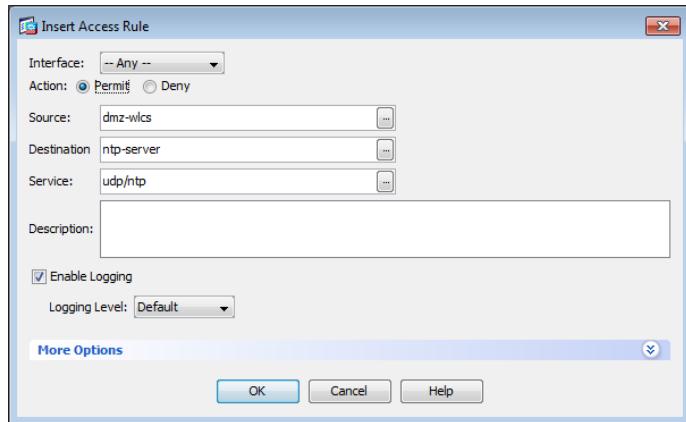 Insert Access Rule
Interface: -- Any --
Action: Permit Deny
Source: dmz-wlcs ...
Destination ntp-server ...
Service: udp/ntp ...
Description:
Enable Logging
Logging Level: Default
More Options
OK Cancel Help